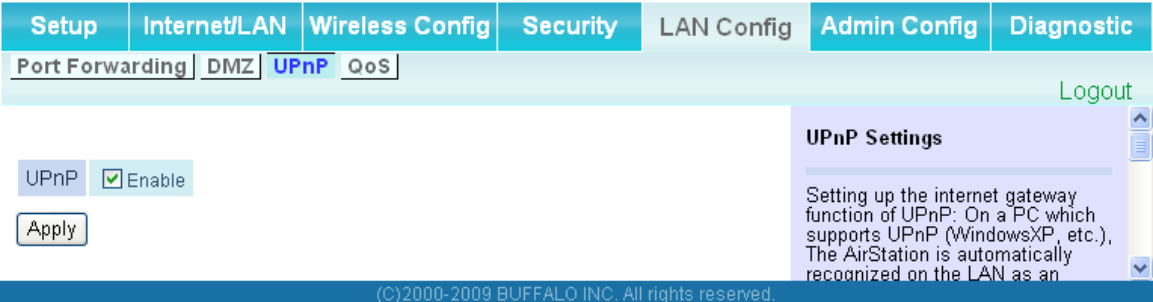 Setup Internet/LAN Wireless Config Security LAN Config Admin Config Diagnostic
Port Forwarding DMZ UPnP QoS
Logout
UPnP Enable
Apply
UPnP Settings
Setting up the internet gateway
function of UPnP: On a PC which
supports UPnP (WindowsXP, etc.),
The AirStation is automatically
recognized on the LAN as an
(C)2000-2009 BUFFALO INC. All rights reserved.